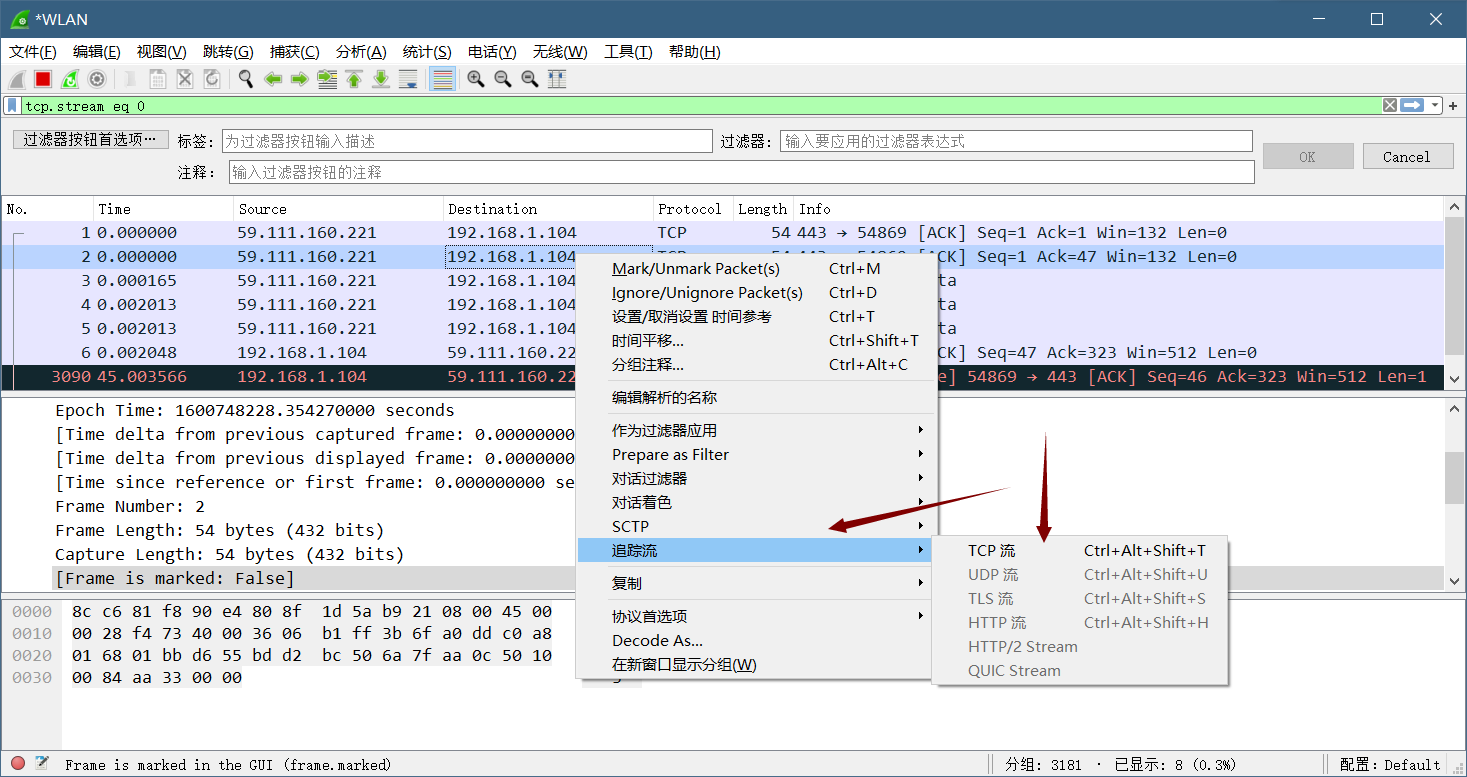 *WLAN
文件(F) 编辑(E) 视图(V) 跳转(G) 捕获(C) 分析(A) 统计(S) 电话(Y) 无线(W) 工具(T) 帮助(H)
tcp.stream eq 0
过滤器按钮首选项… 标签: 为过滤器按钮输入描述 过滤器: 输入要应用的过滤器表达式 OK Cancel
注释: 输入过滤器按钮的注释
No. Time Source Destination Protocol Length Info
1 0.000000 59.111.160.221 192.168.1.104 TCP 54 443 → 54869 [ACK] Seq=1 Ack=1 Win=132 Len=0
2 0.000000 59.111.160.221 192.168.1.104 [ACK] Seq=1 Ack=47 Win=132 Len=0
3 0.000165 59.111.160.221 192.168.1.104 ta
4 0.002013 59.111.160.221 192.168.1.104 ta
5 0.002013 59.111.160.221 192.168.1.104 ta
6 0.002048 192.168.1.104 59.111.160.22 CK] Seq=47 Ack=323 Win=512 Len=0
3090 45.003566 192.168.1.104 59.111.160.22 e] 54869 → 443 [ACK] Seq=46 Ack=323 Win=512 Len=1
Mark/Unmark Packet(s) Ctrl+M
Ignore/Unignore Packet(s) Ctrl+D
设置/取消设置 时间参考 Ctrl+T
时间平移... Ctrl+Shift+T
分组注释... Ctrl+Alt+C
编辑解析的名称
作为过滤器应用
Prepare as Filter
对话过滤器
对话着色
SCTP
追踪流
复制
协议首选项
Decode As...
在新窗口显示分组(W)
TCP 流 Ctrl+Alt+Shift+T
UDP 流 Ctrl+Alt+Shift+U
TLS 流 Ctrl+Alt+Shift+S
HTTP 流 Ctrl+Alt+Shift+H
HTTP/2 Stream
QUIC Stream
Epoch Time: 1600748228.354270000 seconds
[Time delta from previous captured frame: 0.00000000
[Time delta from previous displayed frame: 0.0000000
[Time since reference or first frame: 0.000000000 se
Frame Number: 2
Frame Length: 54 bytes (432 bits)
Capture Length: 54 bytes (432 bits)
[Frame is marked: False]
0000 8c c6 81 f8 90 e4 80 8f 1d 5a b9 21 08 00 45 00
0010 00 28 f4 73 40 00 36 06 b1 ff 3b 6f a0 dd c0 a8
0020 01 68 01 bb d6 55 bd d2 bc 50 6a 7f aa 0c 50 10
0030 00 84 aa 33 00 00
Frame is marked in the GUI (frame.marked) 分组: 3181 · 已显示: 8 (0.3%) 配置: Default